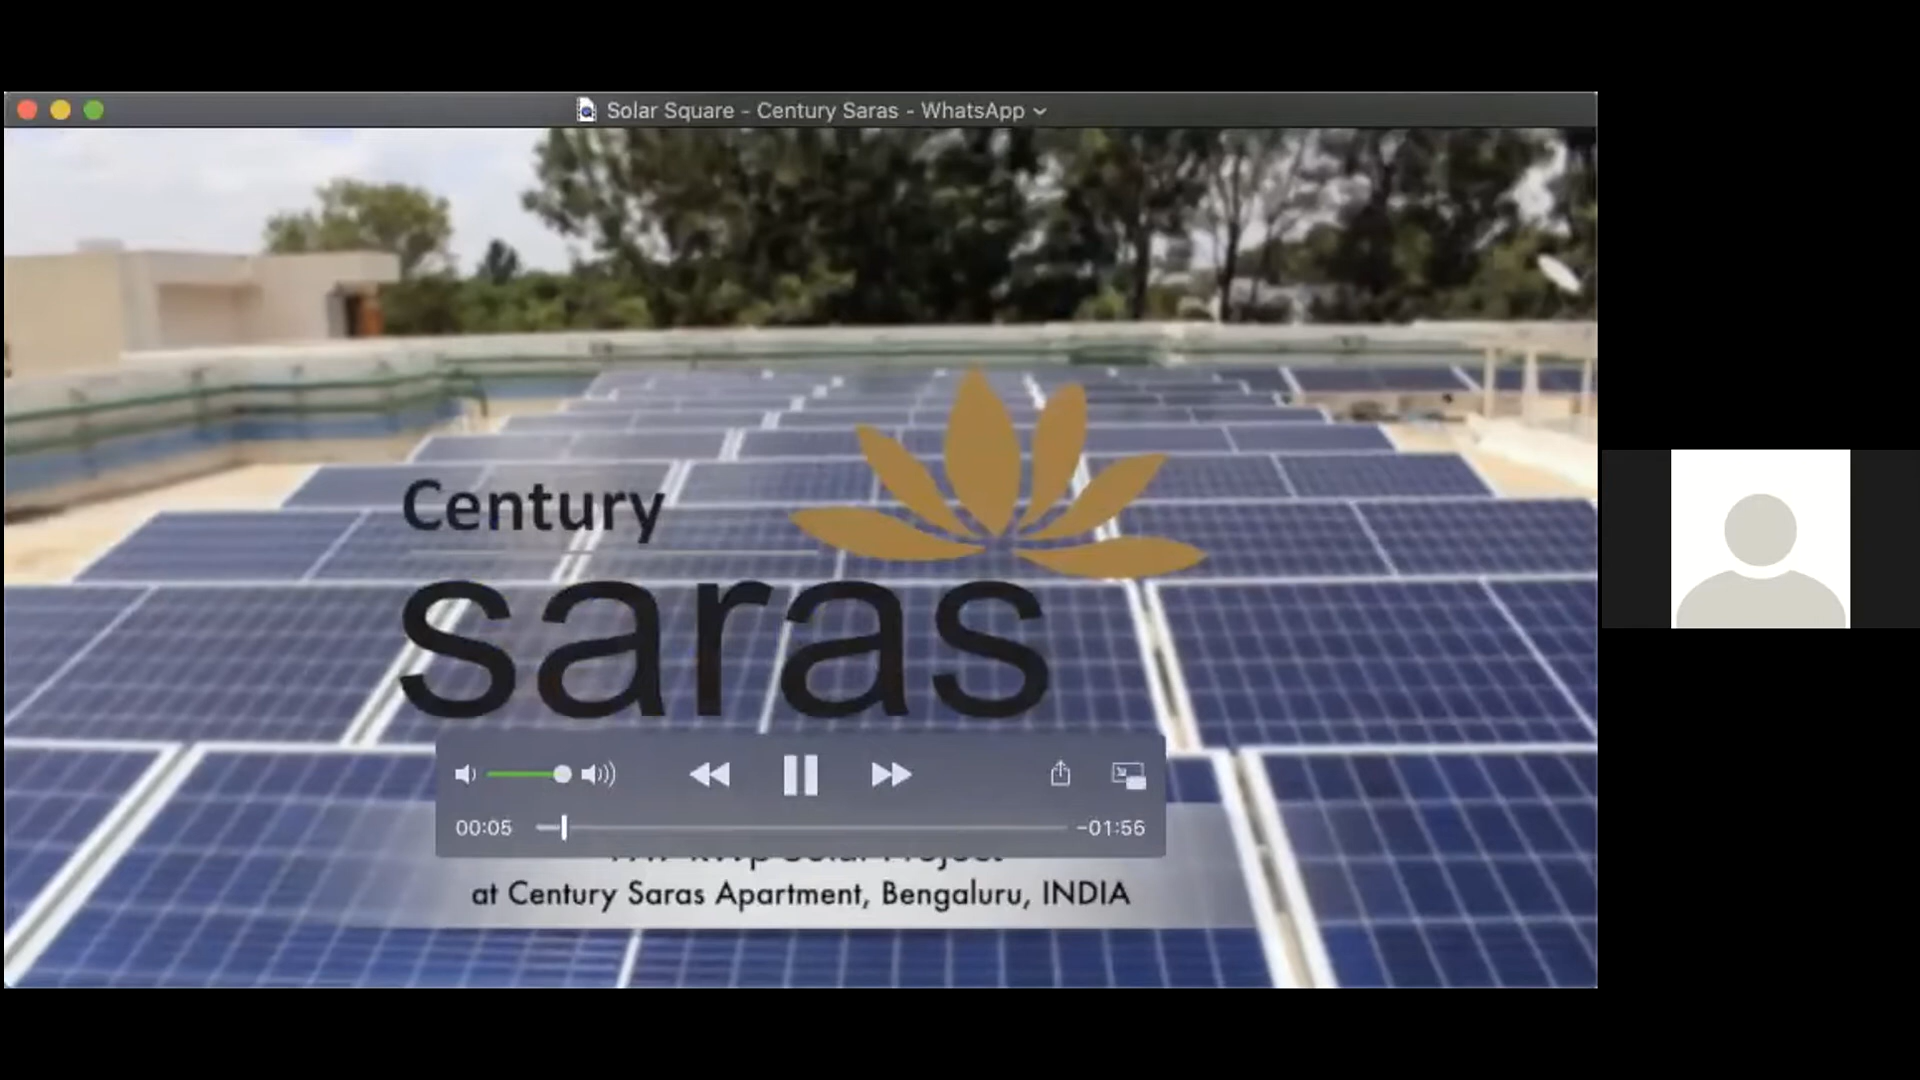 Solar Square - Century Saras - WhatsApp
Century
saras
00:05
-01:56
at Century Saras Apartment, Bengaluru, INDIA